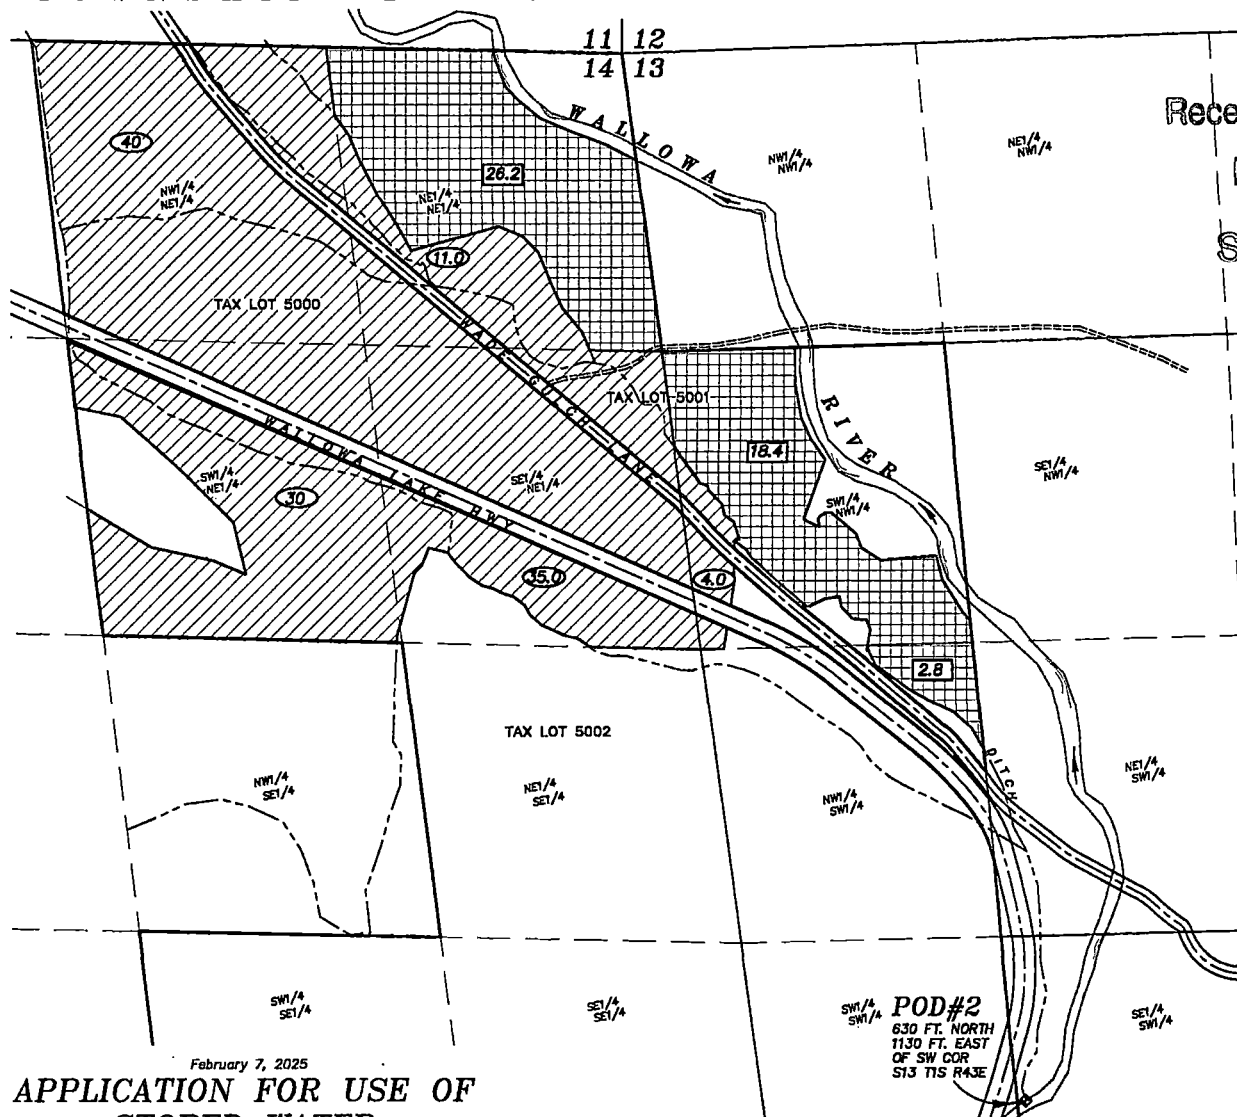 11 12
14 13
Rece
WALLOWA
40
26.2
NW1/4
NE1/4
NE1/4
NE1/4
NW1/4
NW1/4
NE1/4
NW1/4
11.0
TAX LOT 5000
TAX LOT 5001
RIVER
18.4
WALLOWA LAKE HWY
SW1/4
NE1/4
30
SE1/4
NE1/4
SW1/4
NW1/4
SE1/4
NW1/4
35.0
4.0
2.8
TAX LOT 5002
DITCH
NW1/4
SE1/4
NE1/4
SE1/4
NW1/4
SW1/4
NE1/4
SW1/4
SW1/4
SE1/4
SE1/4
SE1/4
SW1/4
SW1/4
SE1/4
SW1/4
POD#2
630 FT. NORTH
1130 FT. EAST
OF SW COR
S13 T1S R43E
February 7, 2025
APPLICATION FOR USE OF
STORED WATER